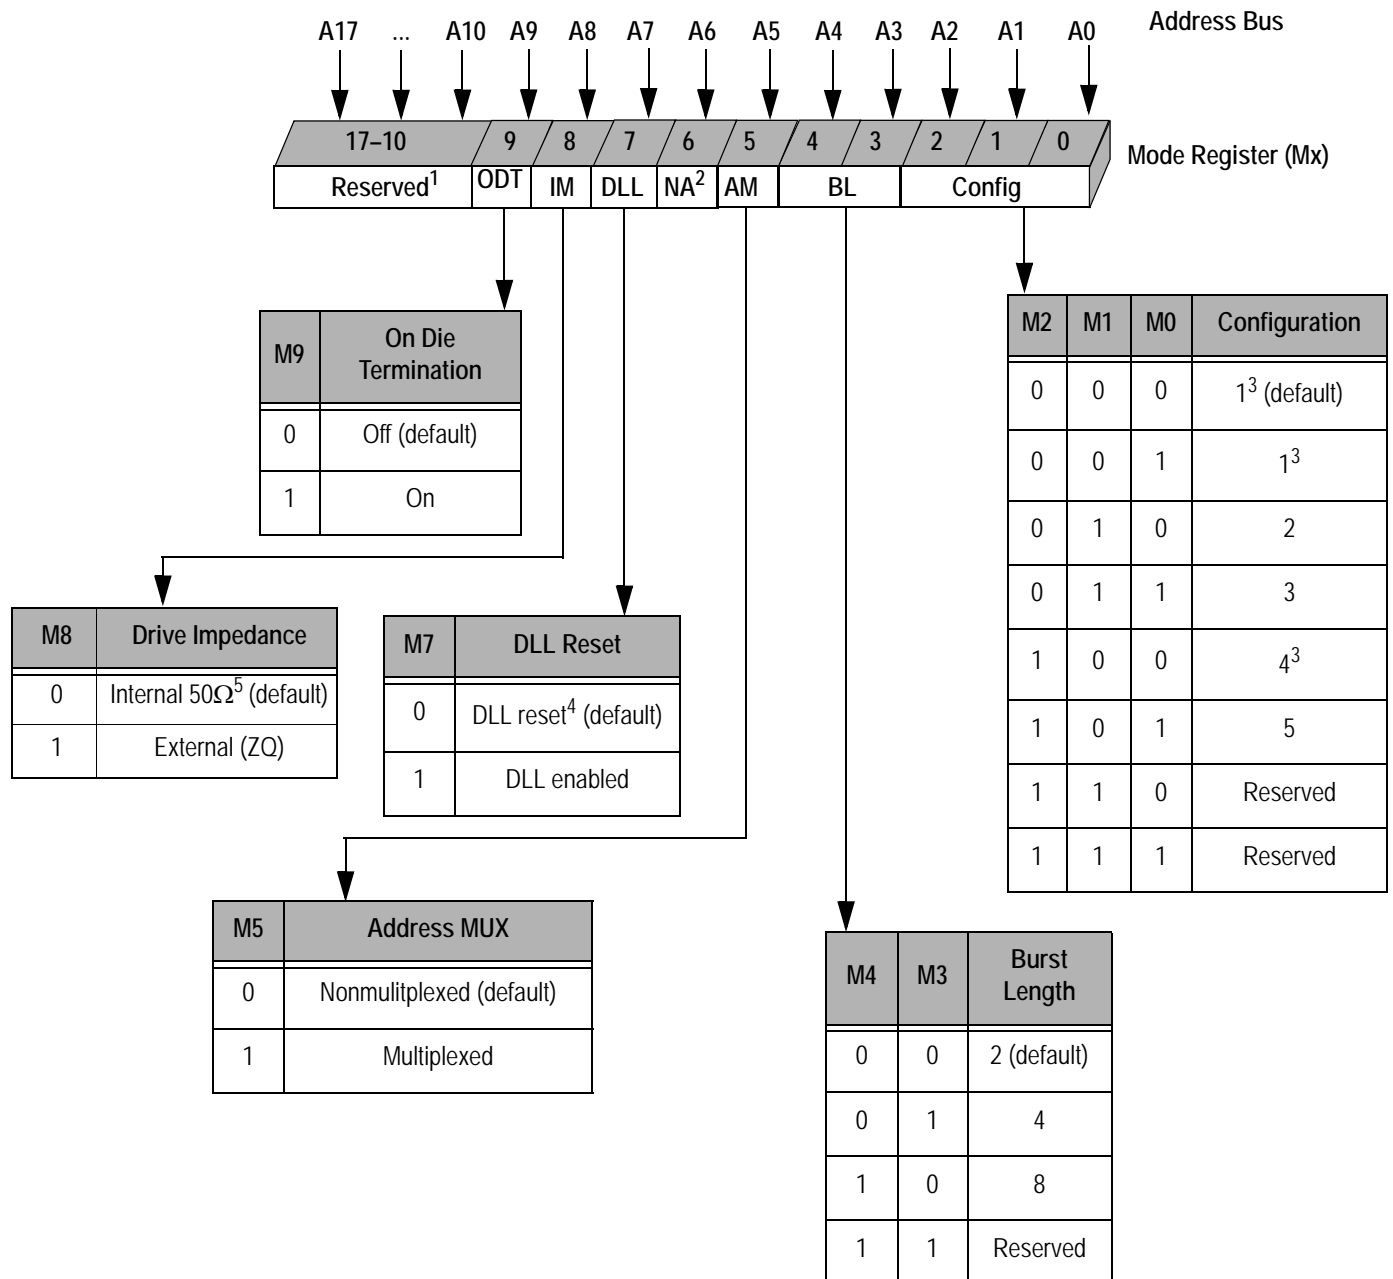 Address Bus
A17 ... A10 A9 A8 A7 A6 A5 A4 A3 A2 A1 A0
17–10 9 8 7 6 5 4 3 2 1 0
Mode Register (Mx)
Reserved1 ODT IM DLL NA2 AM BL Config
M9 On Die Termination
0 Off (default)
1 On
M2 M1 M0 Configuration
0 0 0 13 (default)
0 0 1 13
0 1 0 2
0 1 1 3
1 0 0 43
1 0 1 5
1 1 0 Reserved
1 1 1 Reserved
M8 Drive Impedance
0 Internal 50Ω5 (default)
1 External (ZQ)
M7 DLL Reset
0 DLL reset4 (default)
1 DLL enabled
M5 Address MUX
0 Nonmulitplexed (default)
1 Multiplexed
M4 M3 Burst Length
0 0 2 (default)
0 1 4
1 0 8
1 1 Reserved